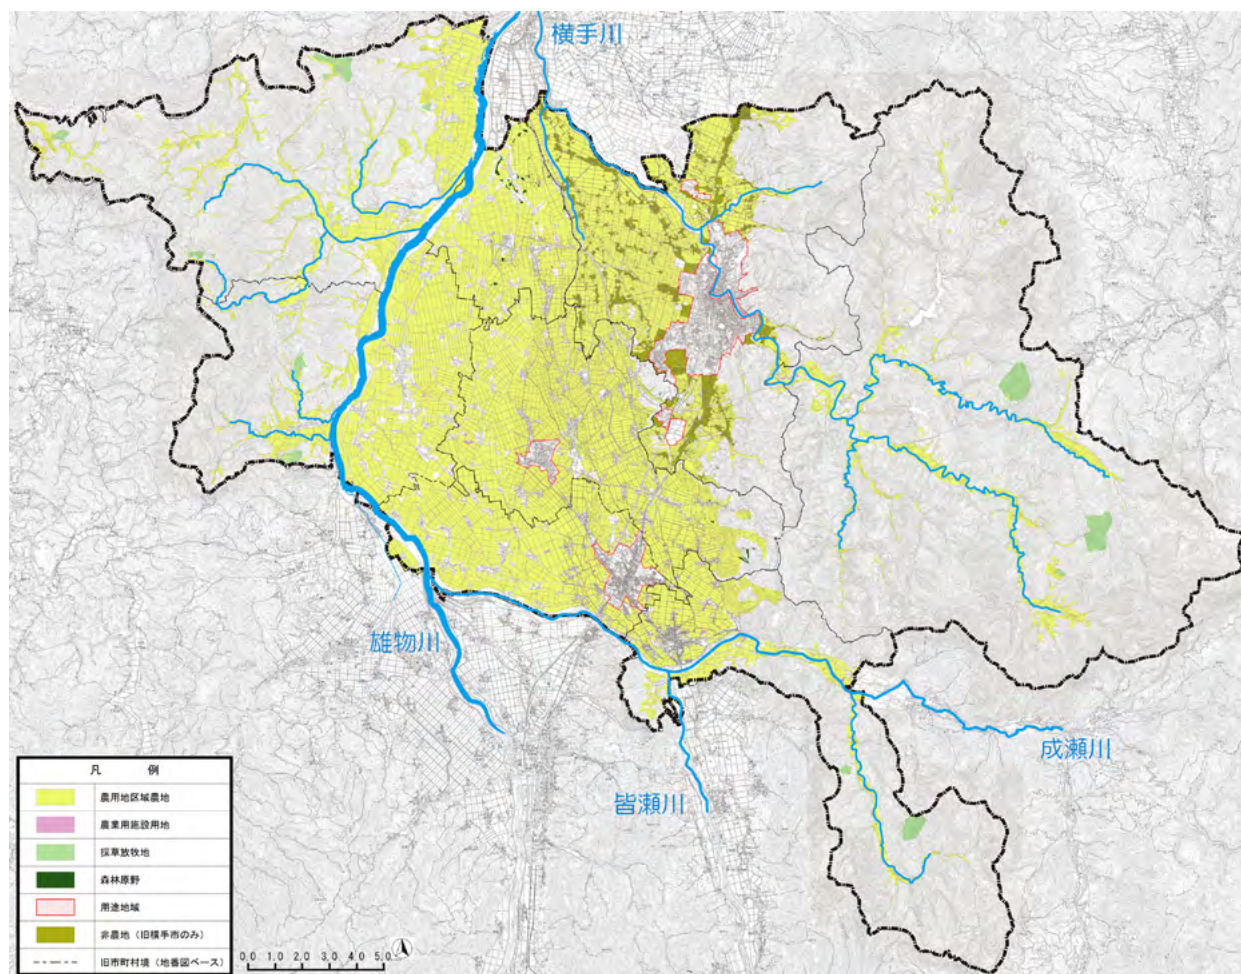 横手川
雄物川
成瀬川
皆瀬川
凡 例
農用地区域農地
農業用施設用地
採草放牧地
森林原野
用途地域
非農地（旧横手市のみ）
旧市町村境（地番図ベース）
0.0 1.0 2.0 3.0 4.0 5.0